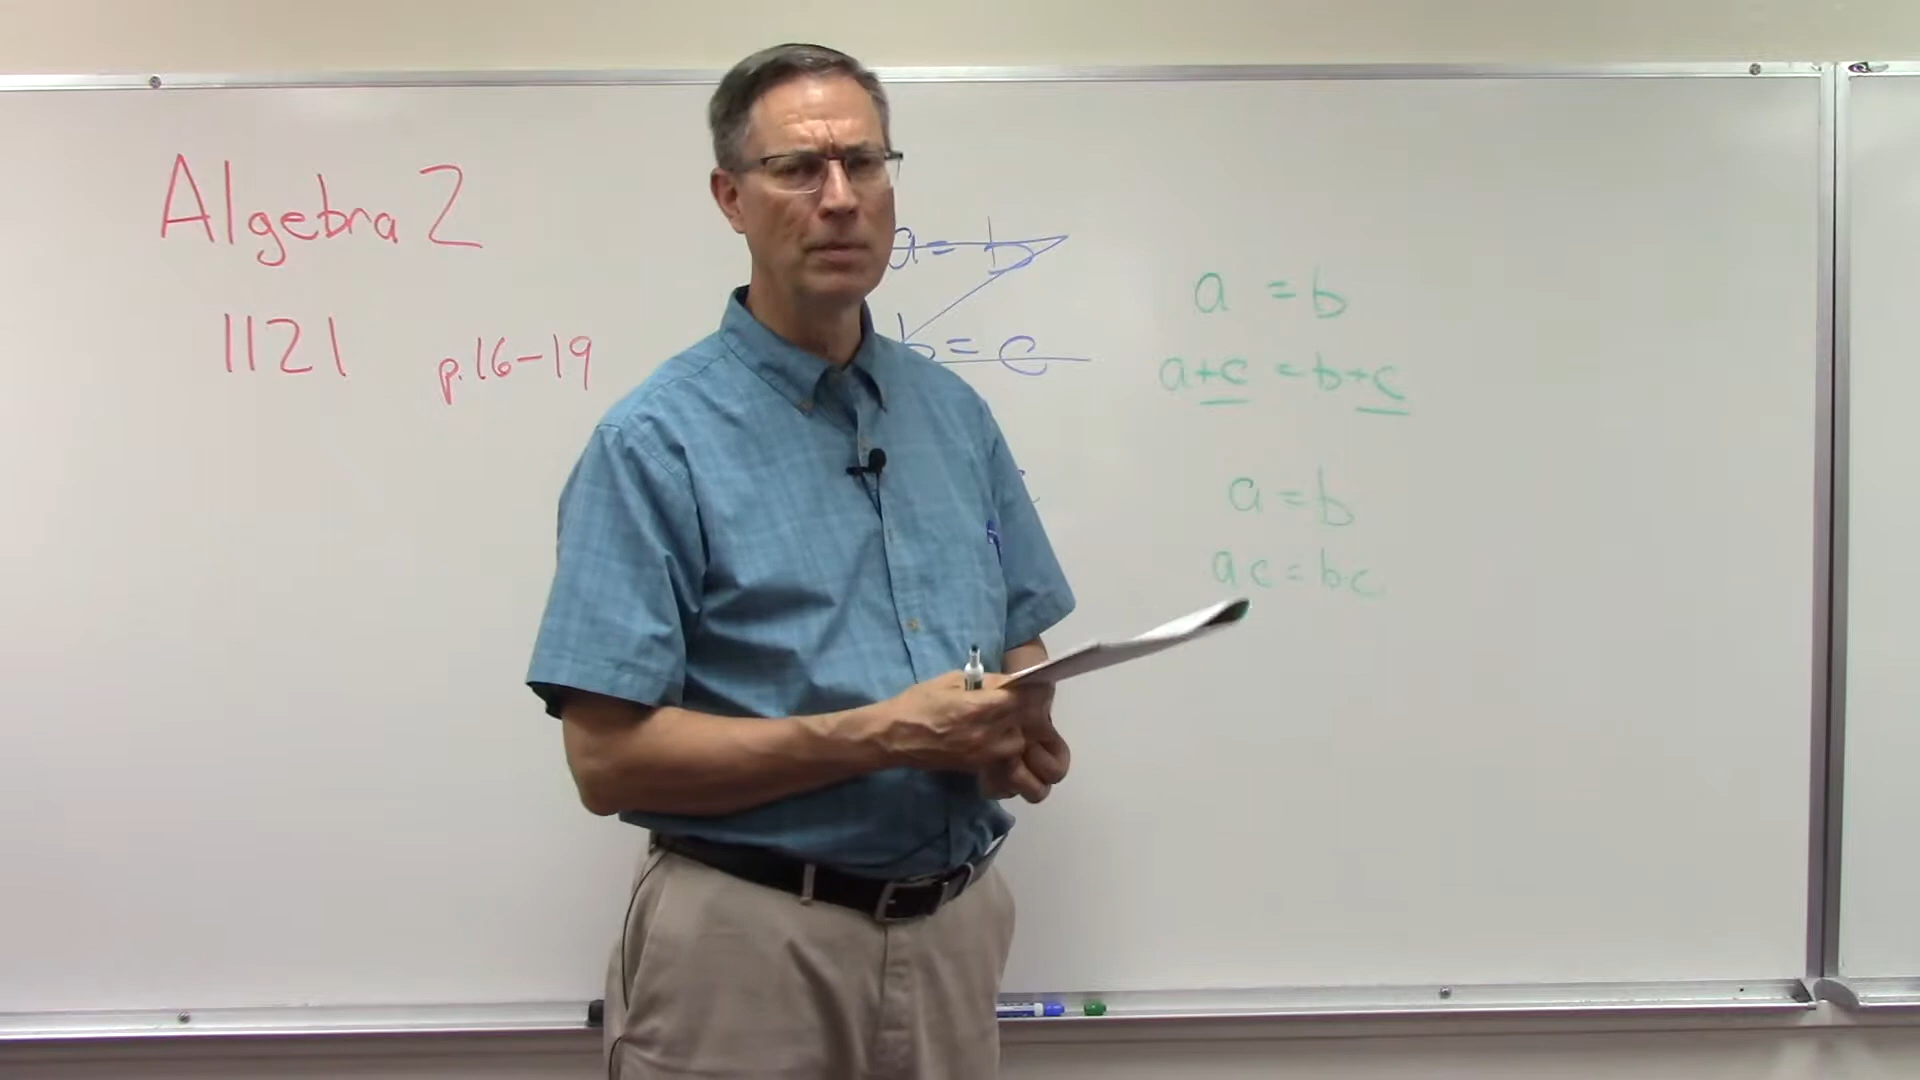 Algebra 2
1121 p.16-19
a = b
b = c
c
a = b
a+c = b+c
a = b
ac = bc